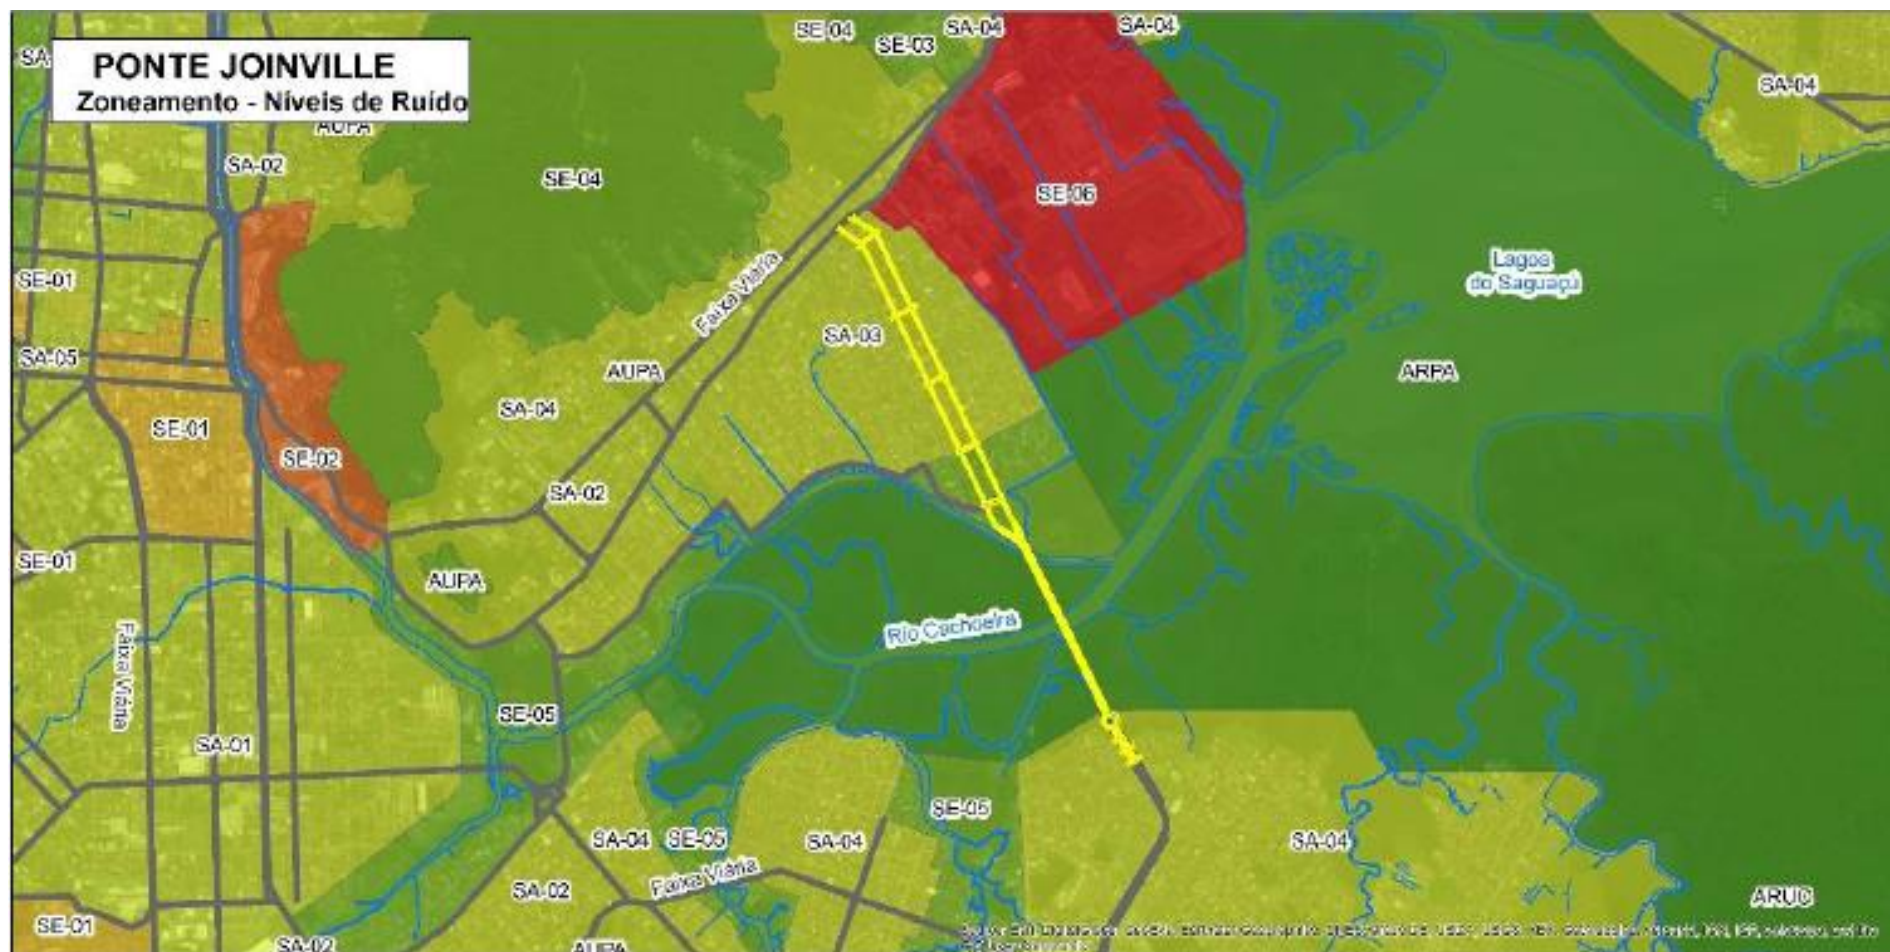 SE-04
SA-04
SA-04
SE-03
SA
PONTE JOINVILLE
Zoneamento - Níveis de Ruído
SA-04
AUPA
SA-02
SE-04
SE-06
Lagoa
do Saguaçú
SE-01
Faixa Viária
SA-03
SA-05
AUPA
ARPA
SA-04
SE-01
SE-02
SA-02
SE-01
AUPA
Rio Cachoeira
Faixa Viária
SE-05
SA-01
SE-05
SA-04
SE-05
SA-04
SA-04
Faixa Viária
SA-02
ARUC
SE-01
SA-02
AUPA